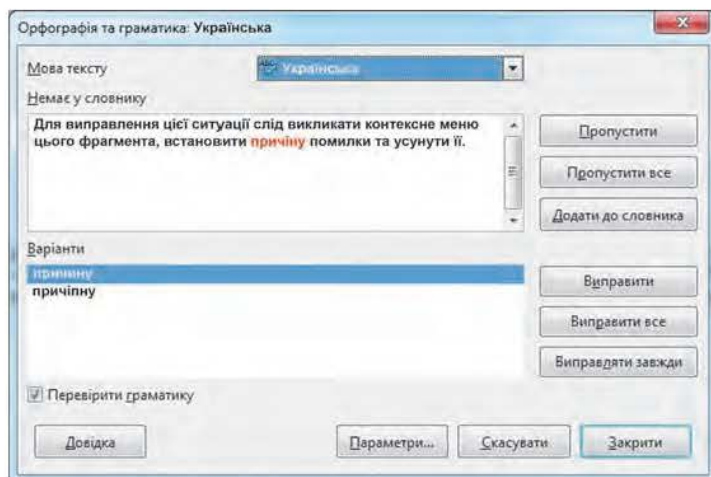 Орфографія та граматика: Українська
Мова тексту
Українська
Немає у словнику
Для виправлення цієї ситуації слід викликати контексне меню
цього фрагмента, встановити причіну помилки та усунути її.
Пропустити
Пропустити все
Додати до словника
Варіанти
причину
причіпну
Виправити
Виправити все
Виправляти завжди
Перевірити граматику
Довідка
Параметри...
Скасувати
Закрити